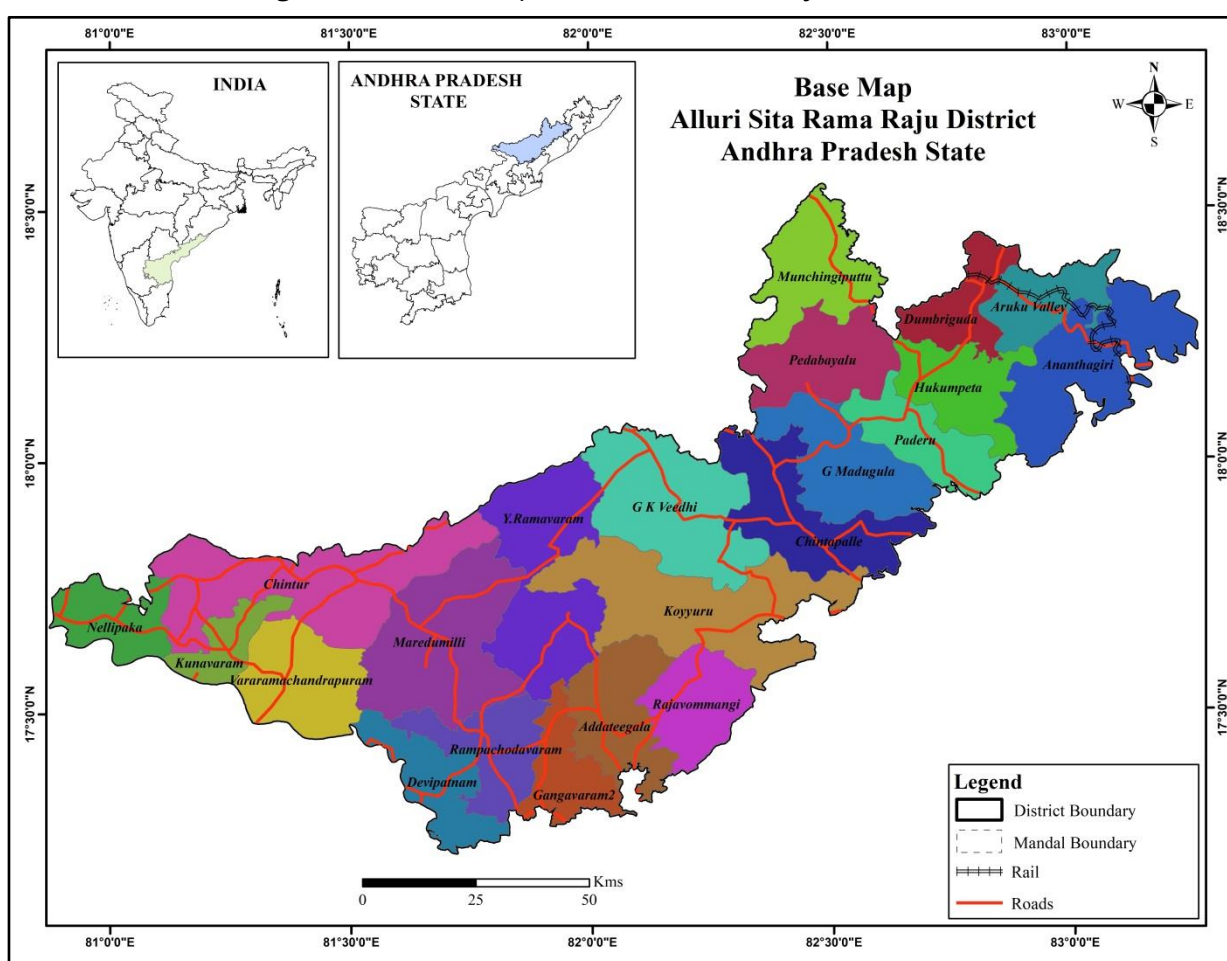 81°0'0"E
81°30'0"E
82°0'0"E
82°30'0"E
83°0'0"E
INDIA
ANDHRA PRADESH
STATE
Base Map
Alluri Sita Rama Raju District
Andhra Pradesh State
N
W
E
S
18°30'0"N
18°30'0"N
Munchingiputtu
Dumbriguda
Aruku Valley
Pedabayalu
Ananthagiri
Hukumpeta
Paderu
18°0'0"N
18°0'0"N
G Madugula
G K Veedhi
Y.Ramavaram
Chintapalle
Chintur
Koyyuru
Nellipaka
Maredumilli
Kunavaram
Vararamachandrapuram
17°30'0"N
17°30'0"N
Rajavommangi
Addateegala
Rampachodavaram
Devipatnam
Gangavaram2
Legend
District Boundary
Mandal Boundary
Rail
Roads
Kms
0
25
50
81°0'0"E
81°30'0"E
82°0'0"E
82°30'0"E
83°0'0"E